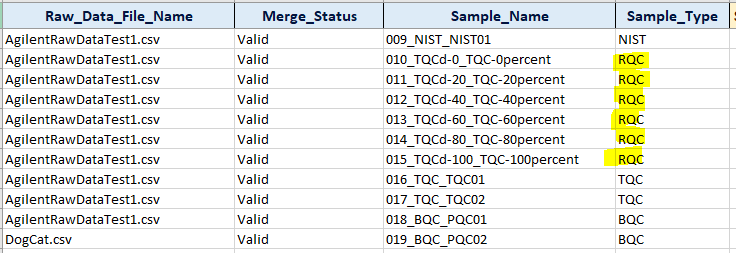 Raw_Data_File_Name Merge_Status Sample_Name Sample_Type
AgilentRawDataTest1.csv Valid 009_NIST_NIST01 NIST
AgilentRawDataTest1.csv Valid 010_TQCd-0_TQC-0percent RQC
AgilentRawDataTest1.csv Valid 011_TQCd-20_TQC-20percent RQC
AgilentRawDataTest1.csv Valid 012_TQCd-40_TQC-40percent RQC
AgilentRawDataTest1.csv Valid 013_TQCd-60_TQC-60percent RQC
AgilentRawDataTest1.csv Valid 014_TQCd-80_TQC-80percent RQC
AgilentRawDataTest1.csv Valid 015_TQCd-100_TQC-100percent RQC
AgilentRawDataTest1.csv Valid 016_TQC_TQC01 TQC
AgilentRawDataTest1.csv Valid 017_TQC_TQC02 TQC
AgilentRawDataTest1.csv Valid 018_BQC_PQC01 BQC
DogCat.csv Valid 019_BQC_PQC02 BQC